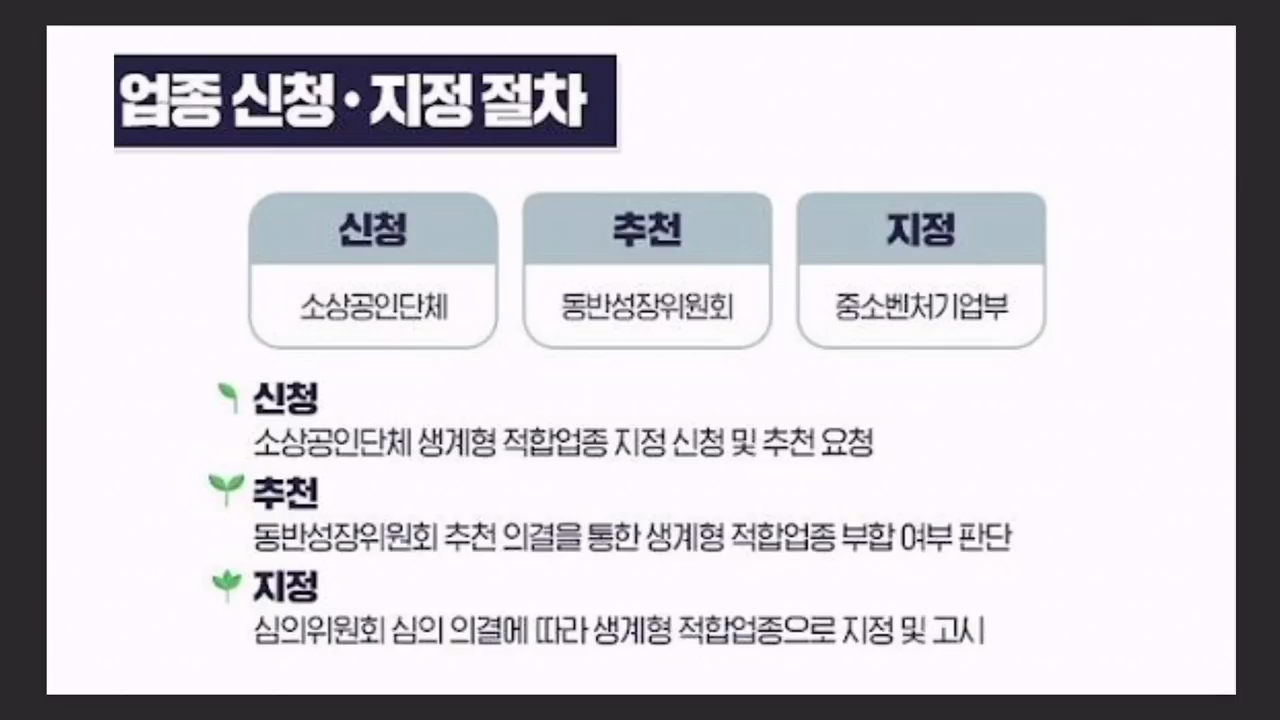 업종 신청·지정 절차
신청 추천 지정
소상공인단체 동반성장위원회 중소벤처기업부
신청
소상공인단체 생계형 적합업종 지정 신청 및 추천 요청
추천
동반성장위원회 추천 의결을 통한 생계형 적합업종 부합 여부 판단
지정
심의위원회 심의 의결에 따라 생계형 적합업종으로 지정 및 고시